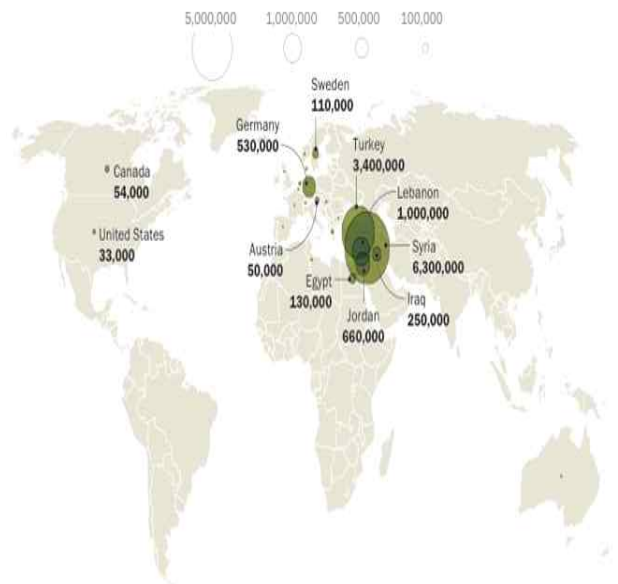 5,000,000 1,000,000 500,000 100,000
Sweden
110,000
Germany
530,000
Turkey
3,400,000
Canada
54,000
Lebanon
1,000,000
United States
33,000
Syria
6,300,000
Austria
50,000
Egypt
130,000
Iraq
250,000
Jordan
660,000